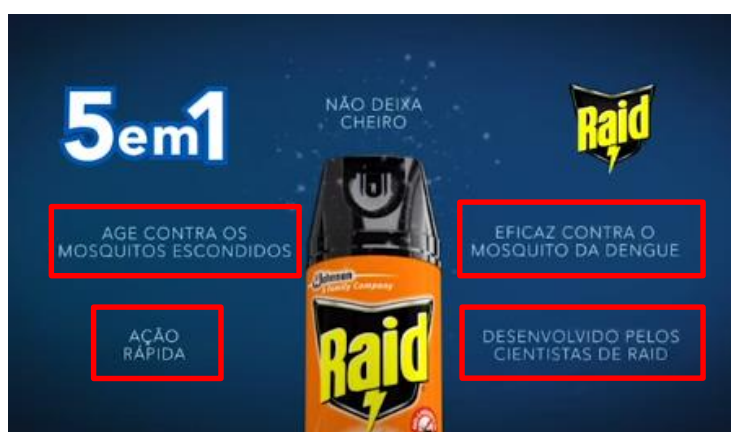 5em1
NÃO DEIXA
CHEIRO
Raid
AGE CONTRA OS
MOSQUITOS ESCONDIDOS
EFICAZ CONTRA O
MOSQUITO DA DENGUE
Johnson
A Family Company
AÇÃO
RÁPIDA
Raid
DESENVOLVIDO PELOS
CIENTISTAS DE RAID